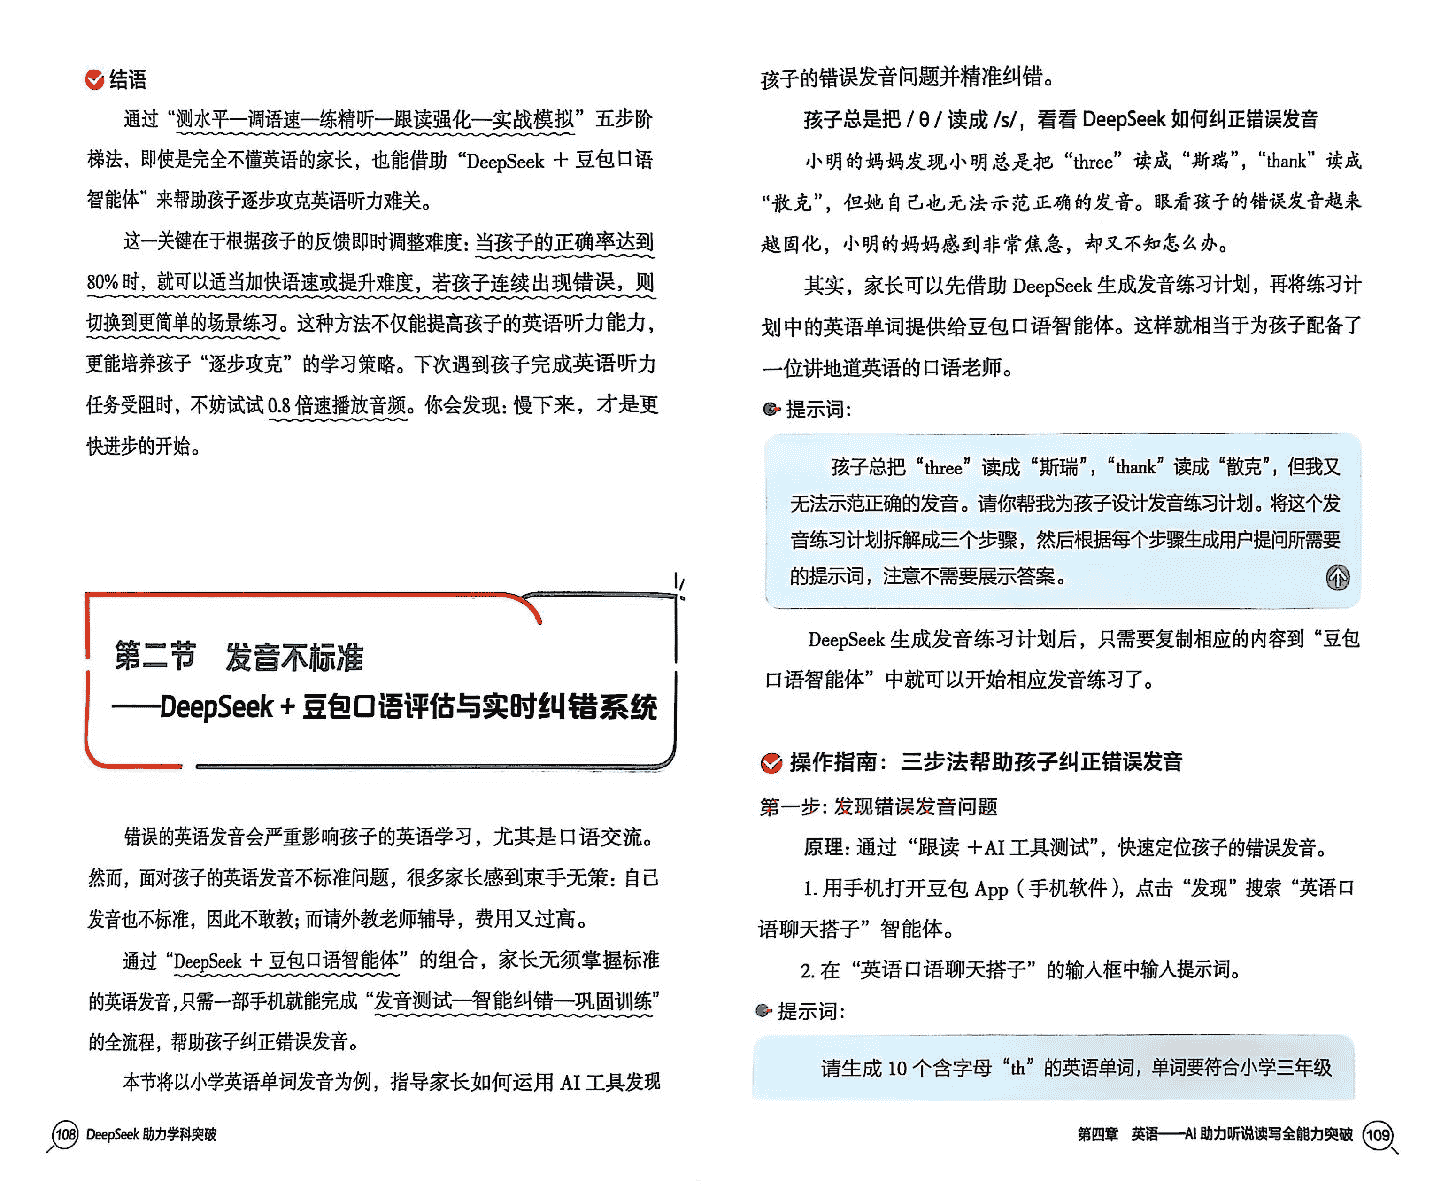 结语
通过“测水平—调语速—练精听—跟读强化—实战模拟”五步阶
梯法，即使是完全不懂英语的家长，也能借助“DeepSeek + 豆包口语
智能体”来帮助孩子逐步攻克英语听力难关。
这一关键在于根据孩子的反馈即时调整难度：当孩子的正确率达到
80% 时，就可以适当加快语速或提升难度，若孩子连续出现错误，则
切换到更简单的场景练习。这种方法不仅能提高孩子的英语听力能力，
更能培养孩子“逐步攻克”的学习策略。下次遇到孩子完成英语听力
任务受阻时，不妨试试 0.8 倍速播放音频。你会发现：慢下来，才是更
快进步的开始。
第二节 发音不标准
——DeepSeek + 豆包口语评估与实时纠错系统
错误的英语发音会严重影响孩子的英语学习，尤其是口语交流。
然而，面对孩子的英语发音不标准问题，很多家长感到束手无策：自己
发音也不标准，因此不敢教；而请外教老师辅导，费用又过高。
通过“DeepSeek + 豆包口语智能体”的组合，家长无须掌握标准
的英语发音，只需一部手机就能完成“发音测试—智能纠错—巩固训练”
的全流程，帮助孩子纠正错误发音。
本节将以小学英语单词发音为例，指导家长如何运用 AI 工具发现
108 DeepSeek 助力学科突破
孩子的错误发音问题并精准纠错。
孩子总是把 / θ / 读成 /s/，看看 DeepSeek 如何纠正错误发音
小明的妈妈发现小明总是把“three”读成“斯瑞”，“thank”读成
“散克”，但她自己也无法示范正确的发音。眼看孩子的错误发音越来
越固化，小明的妈妈感到非常焦急，却又不知怎么办。
其实，家长可以先借助 DeepSeek 生成发音练习计划，再将练习计
划中的英语单词提供给豆包口语智能体。这样就相当于为孩子配备了
一位讲地道英语的口语老师。
提示词：
孩子总把“three”读成“斯瑞”，“thank”读成“散克”，但我又
无法示范正确的发音。请你帮我为孩子设计发音练习计划。将这个发
音练习计划拆解成三个步骤，然后根据每个步骤生成用户提问所需要
的提示词，注意不需要展示答案。
DeepSeek 生成发音练习计划后，只需要复制相应的内容到“豆包
口语智能体”中就可以开始相应发音练习了。
操作指南：三步法帮助孩子纠正错误发音
第一步：发现错误发音问题
原理：通过“跟读 +AI 工具测试”，快速定位孩子的错误发音。
1. 用手机打开豆包 App（手机软件），点击“发现”搜索“英语口
语聊天搭子”智能体。
2. 在“英语口语聊天搭子”的输入框中输入提示词。
提示词：
请生成 10 个含字母“th”的英语单词，单词要符合小学三年级
第四章 英语——AI 助力听说读写全能力突破 109